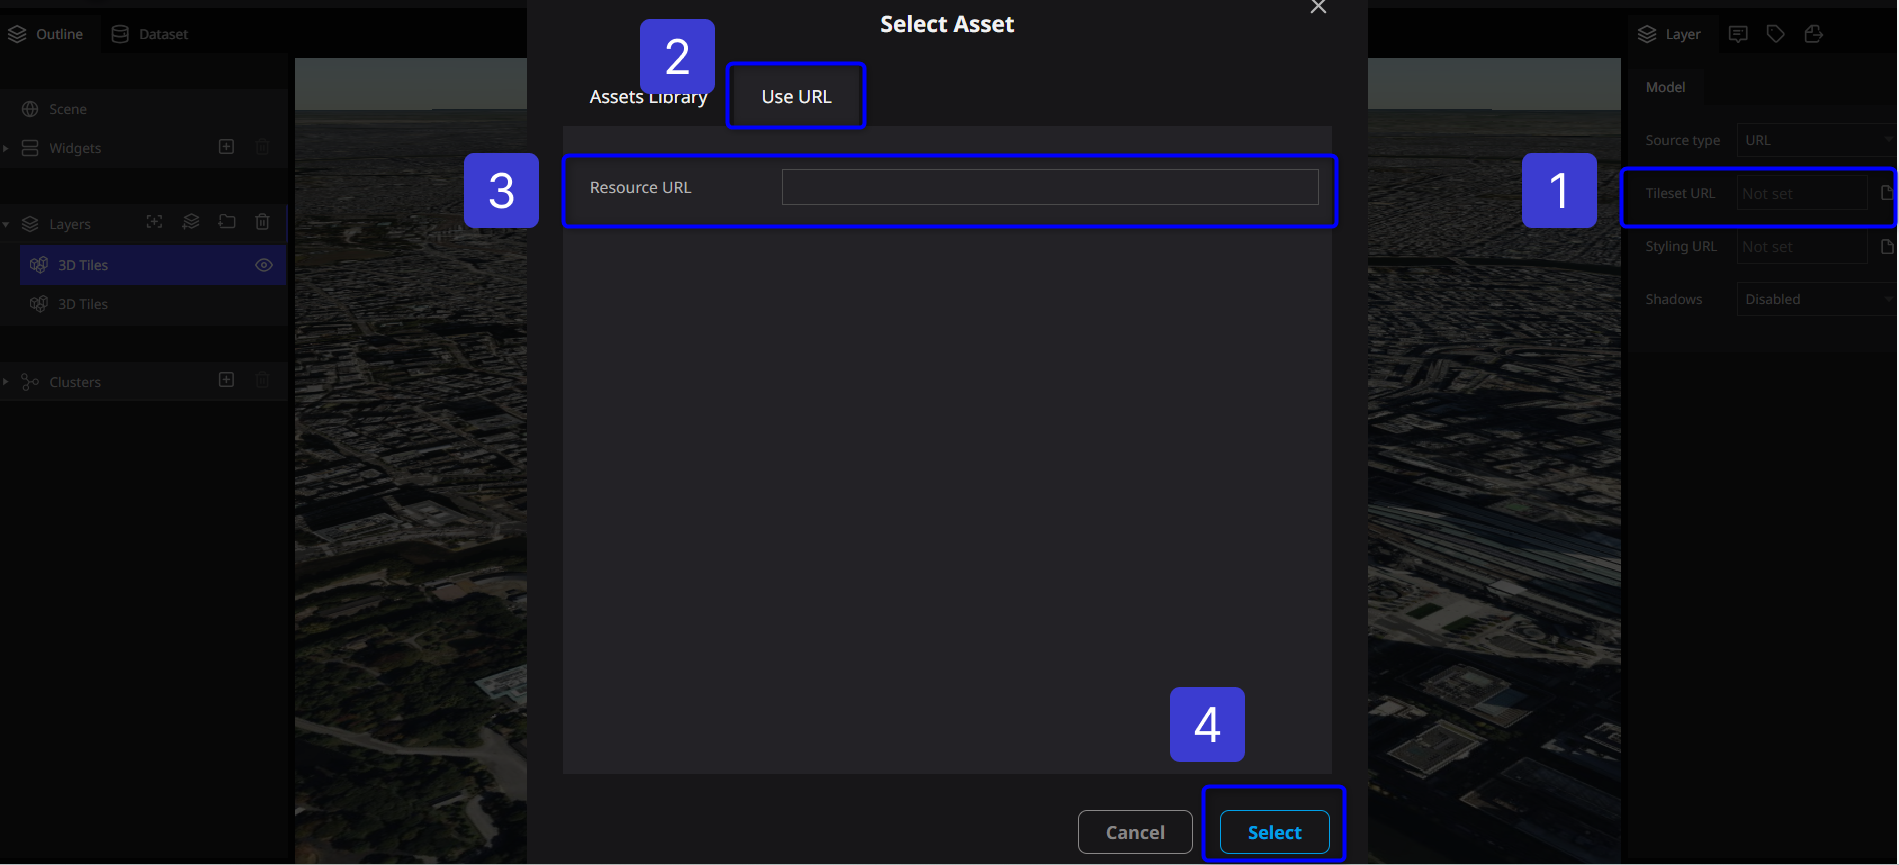 Outline
Dataset
Scene
Widgets
Layers
3D Tiles
3D Tiles
Clusters
Select Asset
2
Assets Library
Use URL
3
Resource URL
4
Cancel
Select
Layer
Model
Source type
URL
1
Tileset URL
Not set
Styling URL
Not set
Shadows
Disabled